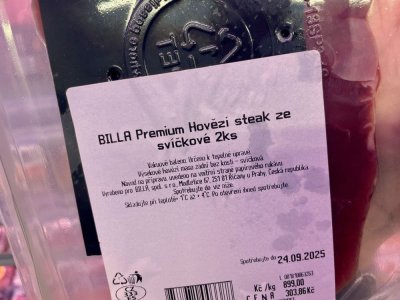 BILLA Premium Hovězí steak ze
svíčkové 2ks
Vakuově baleno. Určeno k tepelné úpravě.
Výsekové hovězí maso zadní bez kosti - svíčková
Návod na přípravu uvedeno na vnitřní straně papírového rukávu.
Vyrobeno pro BILLA, spol. s r.o., Modletice 67, 251 01 Říčany u Prahy, Česká republika
Spotřebujte do viz níže.
Skladujte při teplotě -1°C až + 4°C Po otevření ihned spotřebujte.
Spotřebujte do 24.09.2025
Kč /kg 899,00
CENA 303,86 Kč